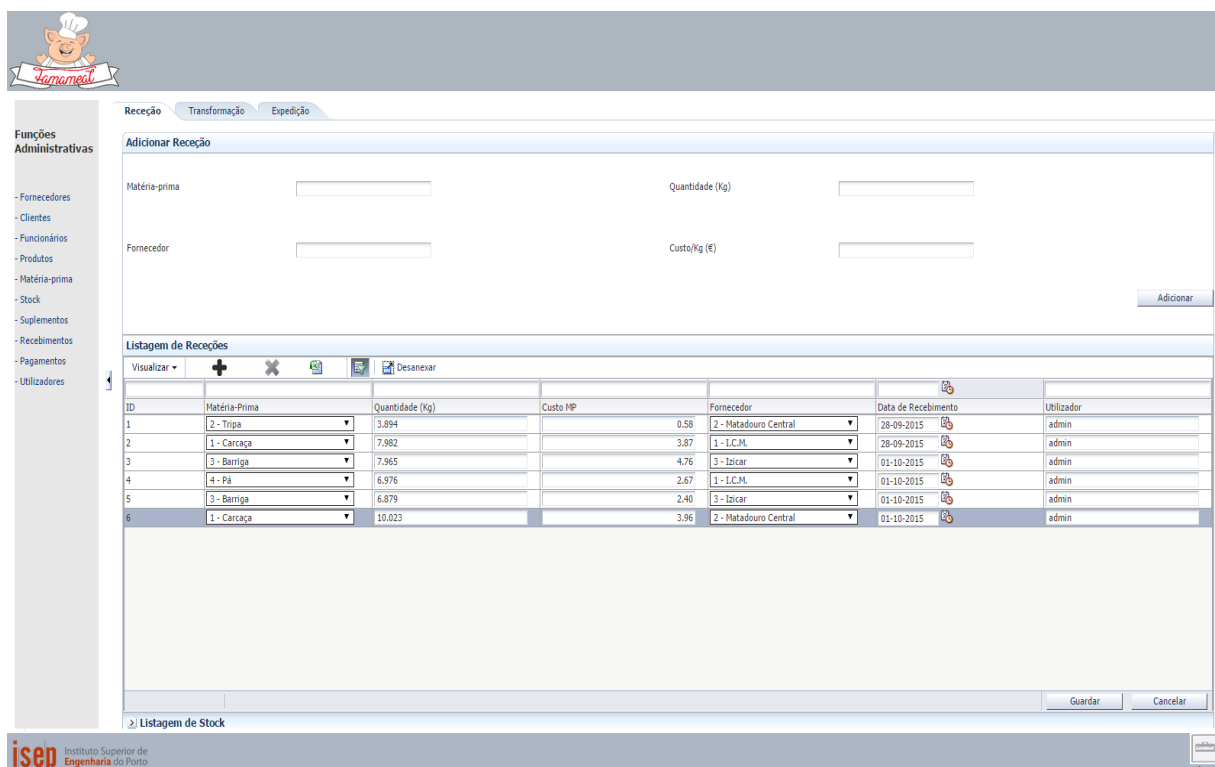 Tamameal
Receção Transformação Expedição
Funções
Administrativas
- Fornecedores
- Clientes
- Funcionários
- Produtos
- Matéria-prima
- Stock
- Suplementos
- Recebimentos
- Pagamentos
- Utilizadores
Adicionar Receção
Matéria-prima Quantidade (Kg)
Fornecedor Custo/Kg (€)
Adicionar
Listagem de Receções
Visualizar Desanexar
ID Matéria-Prima Quantidade (Kg) Custo MP Fornecedor Data de Recebimento Utilizador
1 2 - Tripa 3.894 0.58 2 - Matadouro Central 28-09-2015 admin
2 1 - Carcaça 7.982 3.87 1 - I.C.M. 28-09-2015 admin
3 3 - Barriga 7.965 4.76 3 - Izicar 01-10-2015 admin
4 4 - Pá 6.976 2.67 1 - I.C.M. 01-10-2015 admin
5 3 - Barriga 6.879 2.40 3 - Izicar 01-10-2015 admin
6 1 - Carcaça 10.023 3.96 2 - Matadouro Central 01-10-2015 admin
Guardar Cancelar
Listagem de Stock
isep Instituto Superior de
Engenharia do Porto